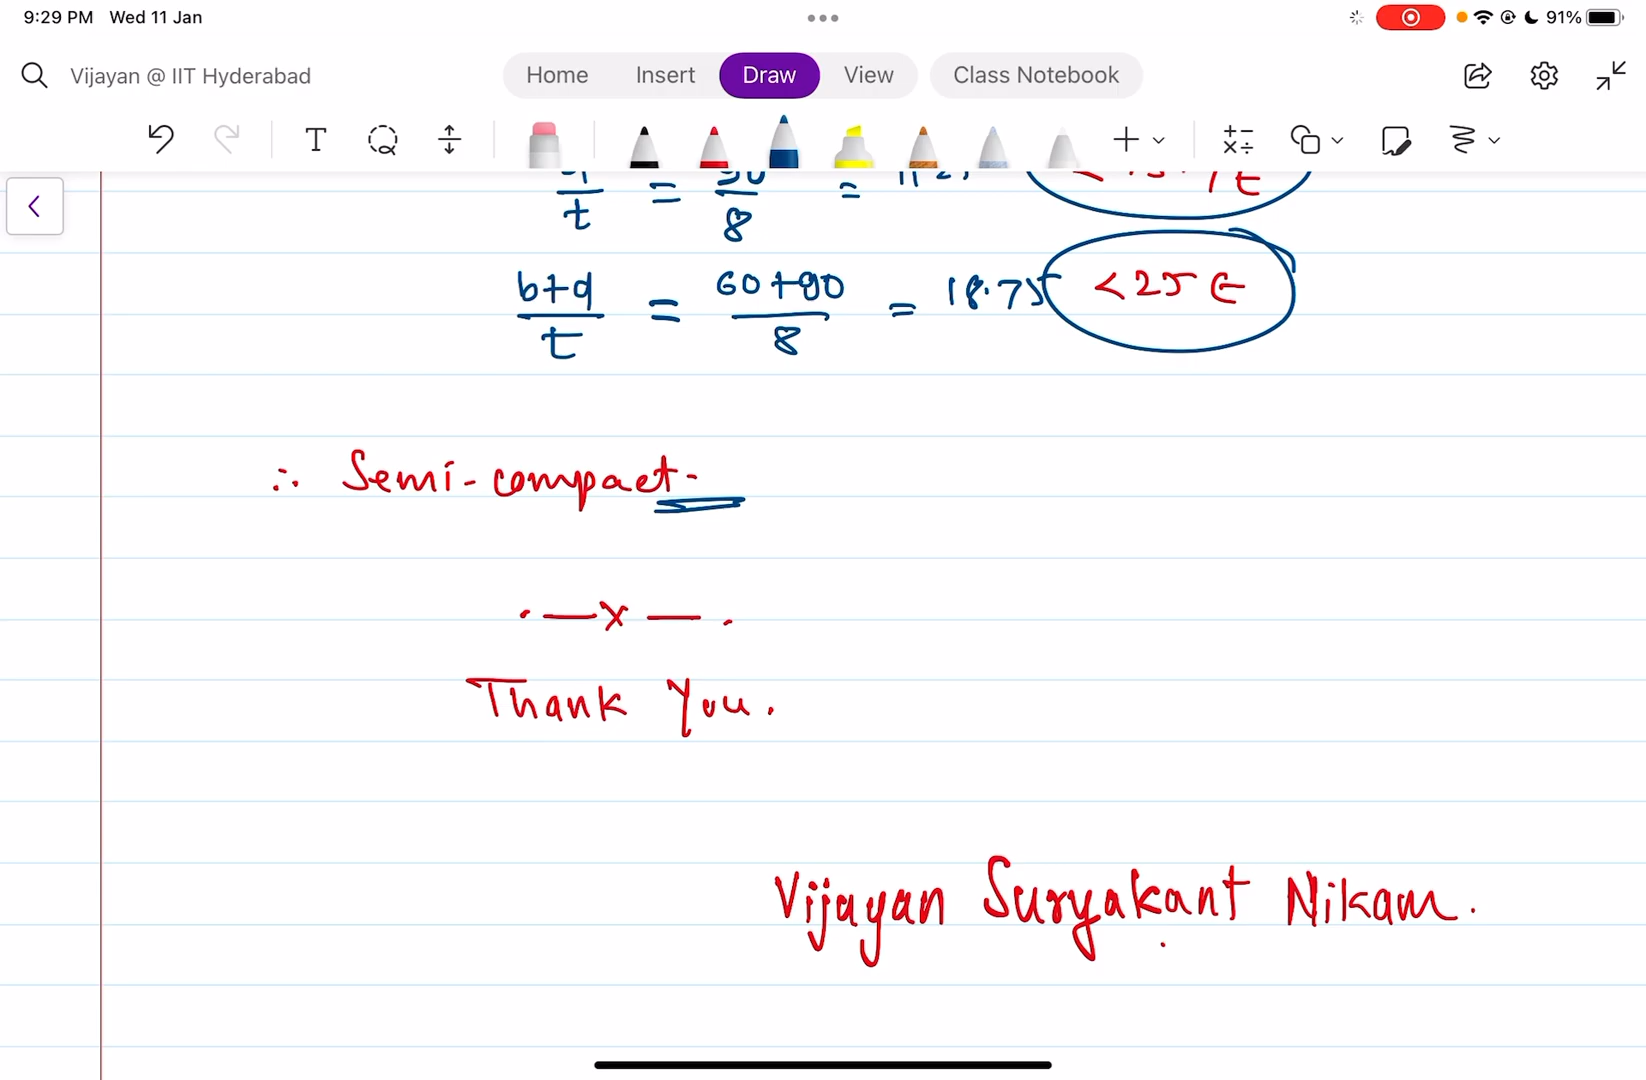 9:29 PM Wed 11 Jan
91%
Vijayan @ IIT Hyderabad
Home Insert Draw View Class Notebook
t = 8 =
b+d / t = 60+90 / 8 = 18.75 <25 ε
∴ Semi-compact-
. — x — .
Thank You.
Vijayan Suryakant Nikam.